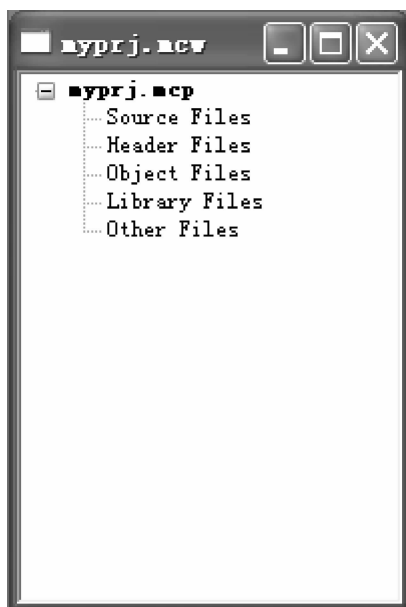 myprj.mcw
myprj.mcp
Source Files
Header Files
Object Files
Library Files
Other Files